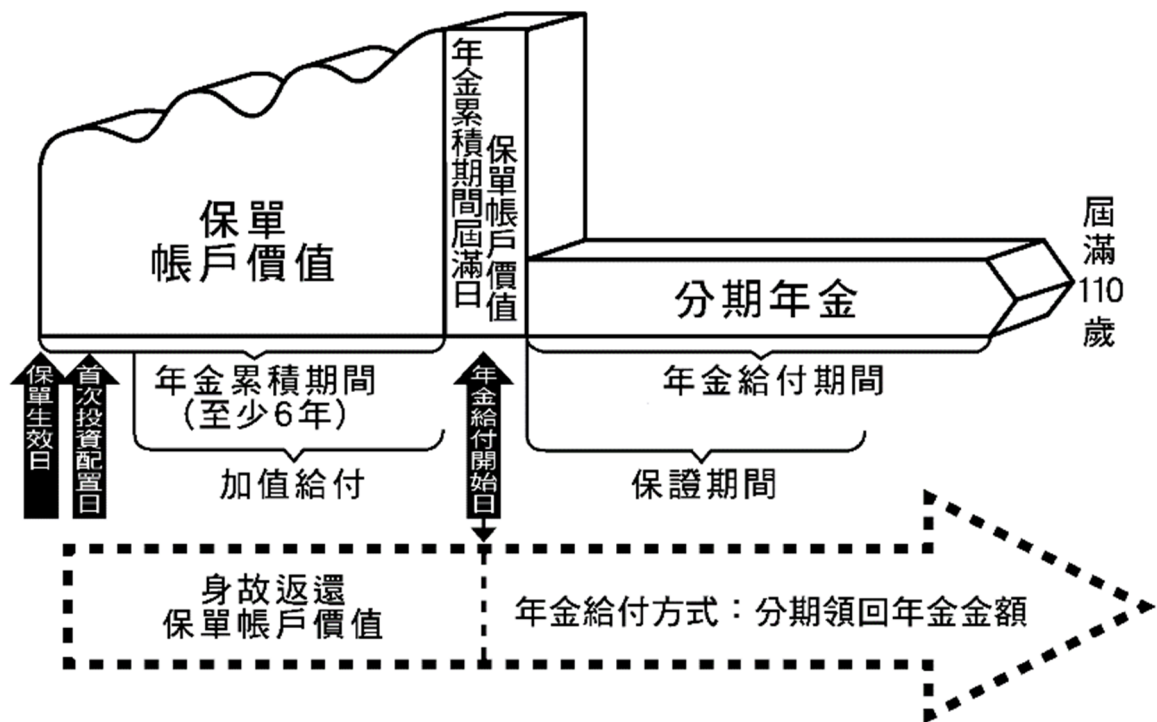 保單
帳戶價值
年金累積期間屆滿日
保單帳戶價值
分期年金
屆滿110歲
保單生效日
首次投資配置日
年金累積期間
(至少6年)
加值給付
年金給付開始日
年金給付期間
保證期間
身故返還
保單帳戶價值
年金給付方式：分期領回年金金額